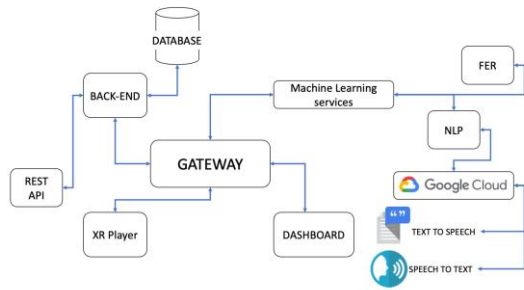 DATABASE
FER
BACK-END
Machine Learning
services
NLP
GATEWAY
REST
API
Google Cloud
XR Player
DASHBOARD
“ ”
TEXT TO SPEECH
SPEECH TO TEXT